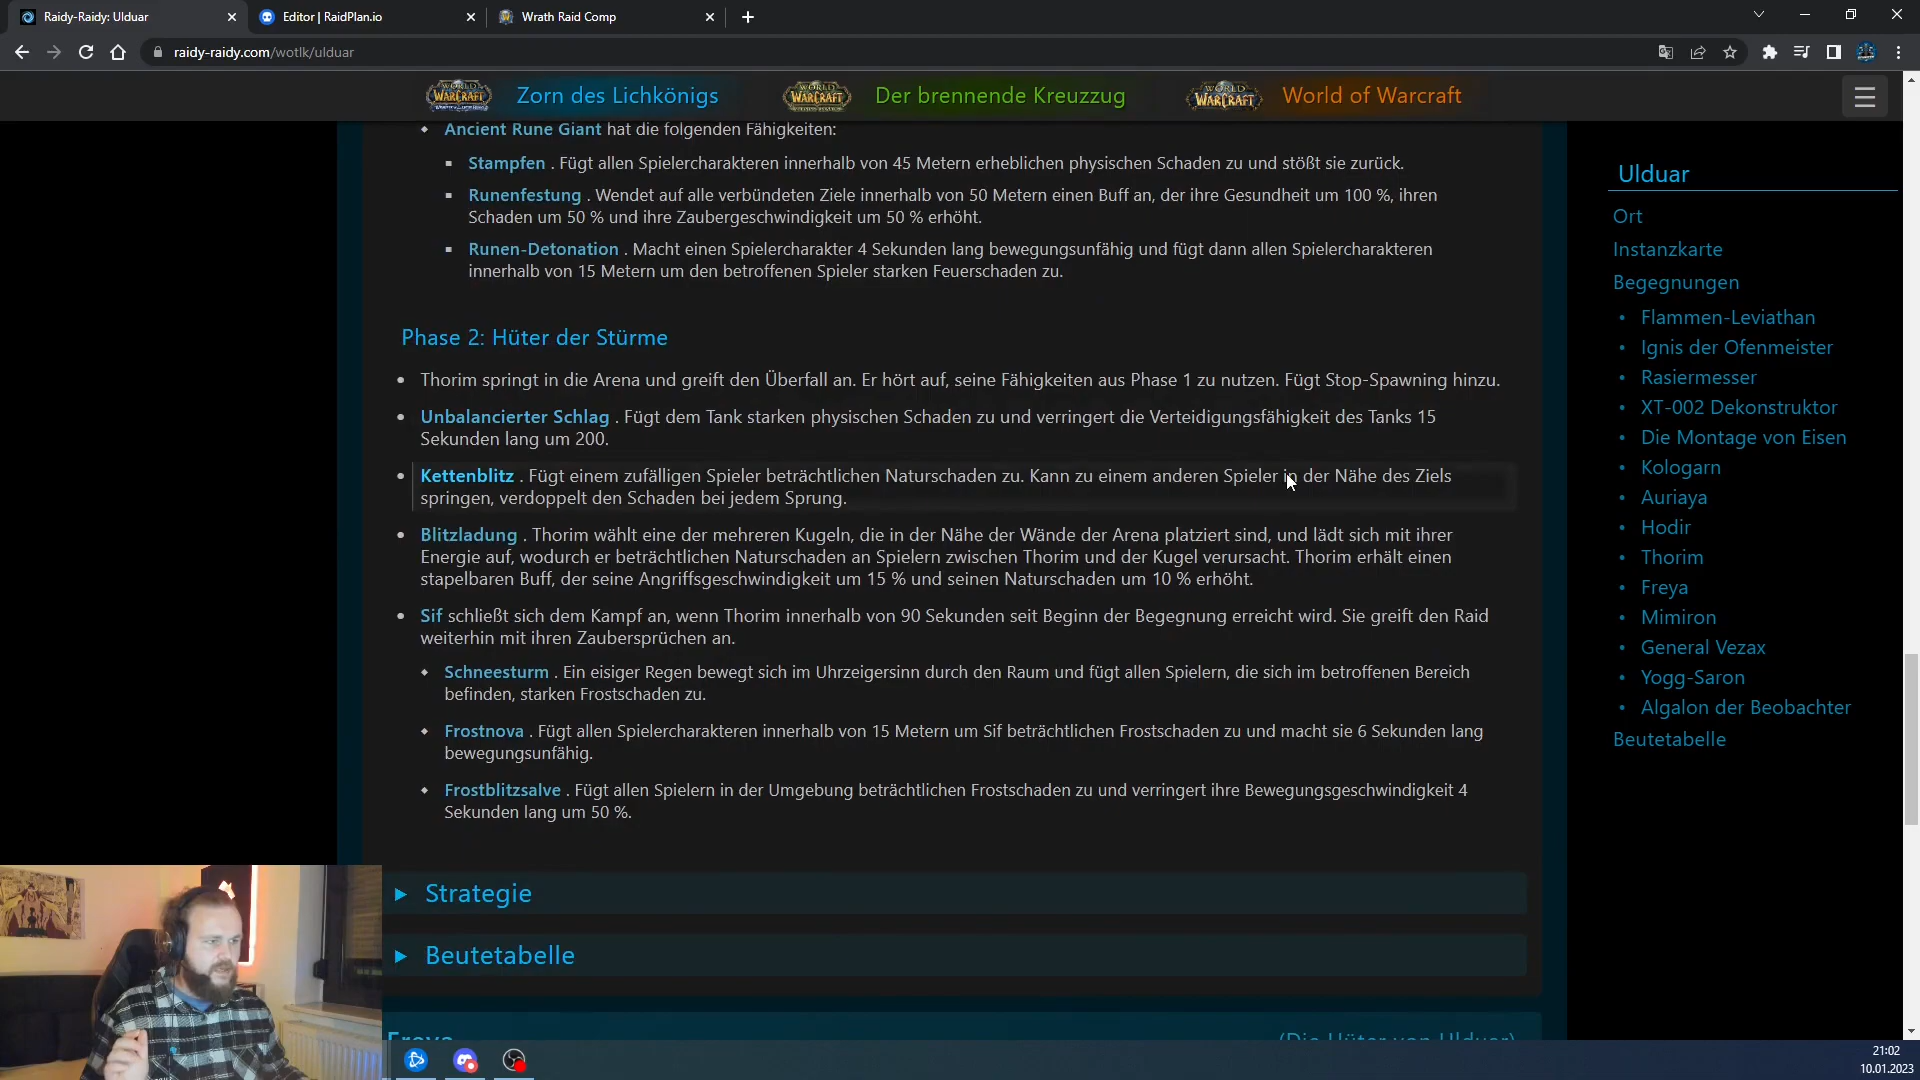 Raidy-Raidy: Ulduar
Editor | RaidPlan.io
Wrath Raid Comp
raidy-raidy.com/wotlk/ulduar
Zorn des Lichkönigs
Der brennende Kreuzzug
World of Warcraft
Ancient Rune Giant hat die folgenden Fähigkeiten:
Stampfen . Fügt allen Spielercharakteren innerhalb von 45 Metern erheblichen physischen Schaden zu und stößt sie zurück.
Runenfestung . Wendet auf alle verbündeten Ziele innerhalb von 50 Metern einen Buff an, der ihre Gesundheit um 100 %, ihren
Schaden um 50 % und ihre Zaubergeschwindigkeit um 50 % erhöht.
Runen-Detonation . Macht einen Spielercharakter 4 Sekunden lang bewegungsunfähig und fügt dann allen Spielercharakteren
innerhalb von 15 Metern um den betroffenen Spieler starken Feuerschaden zu.
Phase 2: Hüter der Stürme
Thorim springt in die Arena und greift den Überfall an. Er hört auf, seine Fähigkeiten aus Phase 1 zu nutzen. Fügt Stop-Spawning hinzu.
Unbalancierter Schlag . Fügt dem Tank starken physischen Schaden zu und verringert die Verteidigungsfähigkeit des Tanks 15
Sekunden lang um 200.
Kettenblitz . Fügt einem zufälligen Spieler beträchtlichen Naturschaden zu. Kann zu einem anderen Spieler in der Nähe des Ziels
springen, verdoppelt den Schaden bei jedem Sprung.
Blitzladung . Thorim wählt eine der mehreren Kugeln, die in der Nähe der Wände der Arena platziert sind, und lädt sich mit ihrer
Energie auf, wodurch er beträchtlichen Naturschaden an Spielern zwischen Thorim und der Kugel verursacht. Thorim erhält einen
stapelbaren Buff, der seine Angriffsgeschwindigkeit um 15 % und seinen Naturschaden um 10 % erhöht.
Sif schließt sich dem Kampf an, wenn Thorim innerhalb von 90 Sekunden seit Beginn der Begegnung erreicht wird. Sie greift den Raid
weiterhin mit ihren Zaubersprüchen an.
Schneesturm . Ein eisiger Regen bewegt sich im Uhrzeigersinn durch den Raum und fügt allen Spielern, die sich im betroffenen Bereich
befinden, starken Frostschaden zu.
Frostnova . Fügt allen Spielercharakteren innerhalb von 15 Metern um Sif beträchtlichen Frostschaden zu und macht sie 6 Sekunden lang
bewegungsunfähig.
Frostblitzsalve . Fügt allen Spielern in der Umgebung beträchtlichen Frostschaden zu und verringert ihre Bewegungsgeschwindigkeit 4
Sekunden lang um 50 %.
Strategie
Beutetabelle
Freya
(Die Hüter von Ulduar)
Ulduar
Ort
Instanzkarte
Begegnungen
Flammen-Leviathan
Ignis der Ofenmeister
Rasiermesser
XT-002 Dekonstruktor
Die Montage von Eisen
Kologarn
Auriaya
Hodir
Thorim
Freya
Mimiron
General Vezax
Yogg-Saron
Algalon der Beobachter
Beutetabelle
21:02
10.01.2023